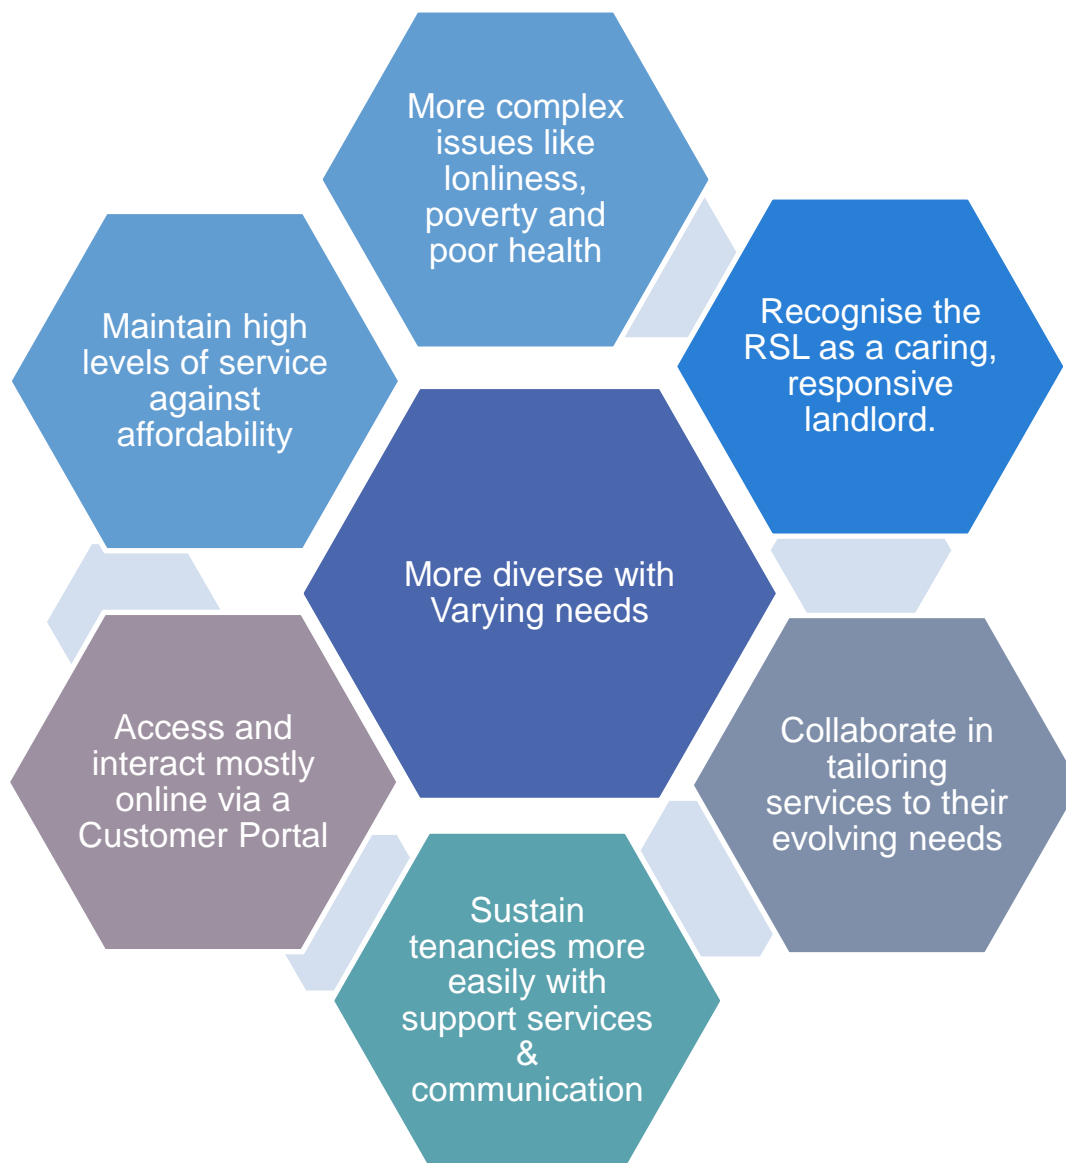 More complex
issues like
lonliness,
poverty and
poor health
Recognise the
RSL as a caring,
responsive
landlord.
Maintain high
levels of service
against
affordability
More diverse with
Varying needs
Access and
interact mostly
online via a
Customer Portal
Collaborate in
tailoring
services to their
evolving needs
Sustain
tenancies more
easily with
support services
&
communication